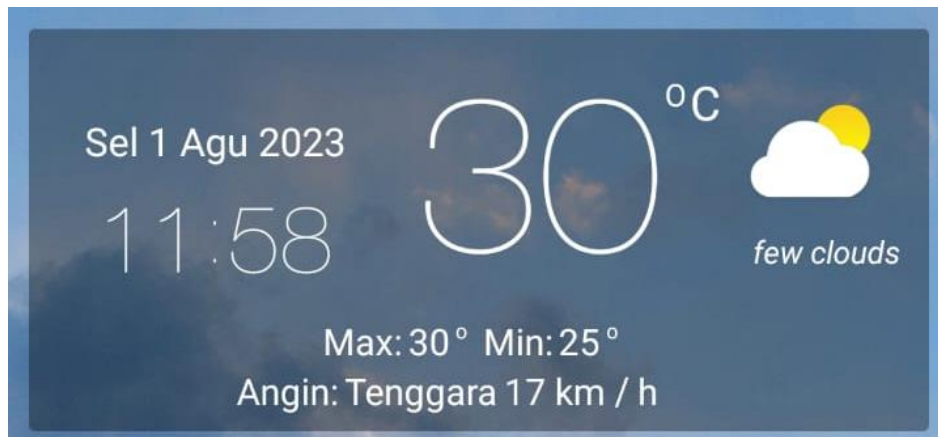 Sel 1 Agu 2023
11:58
30 °C
few clouds
Max: 30° Min: 25°
Angin: Tenggara 17 km / h